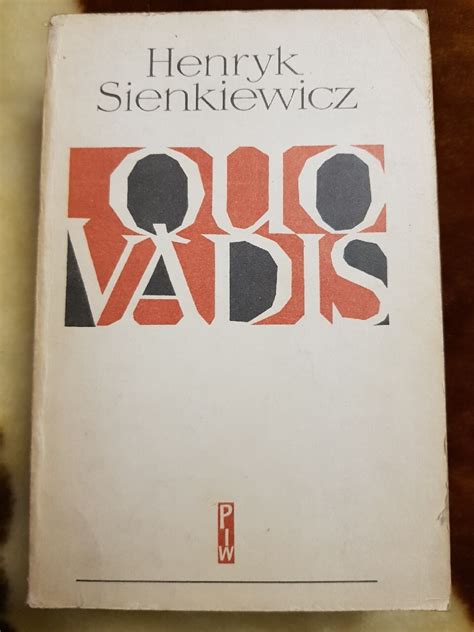 Henryk
Sienkiewicz
QUO
VADIS
PIW